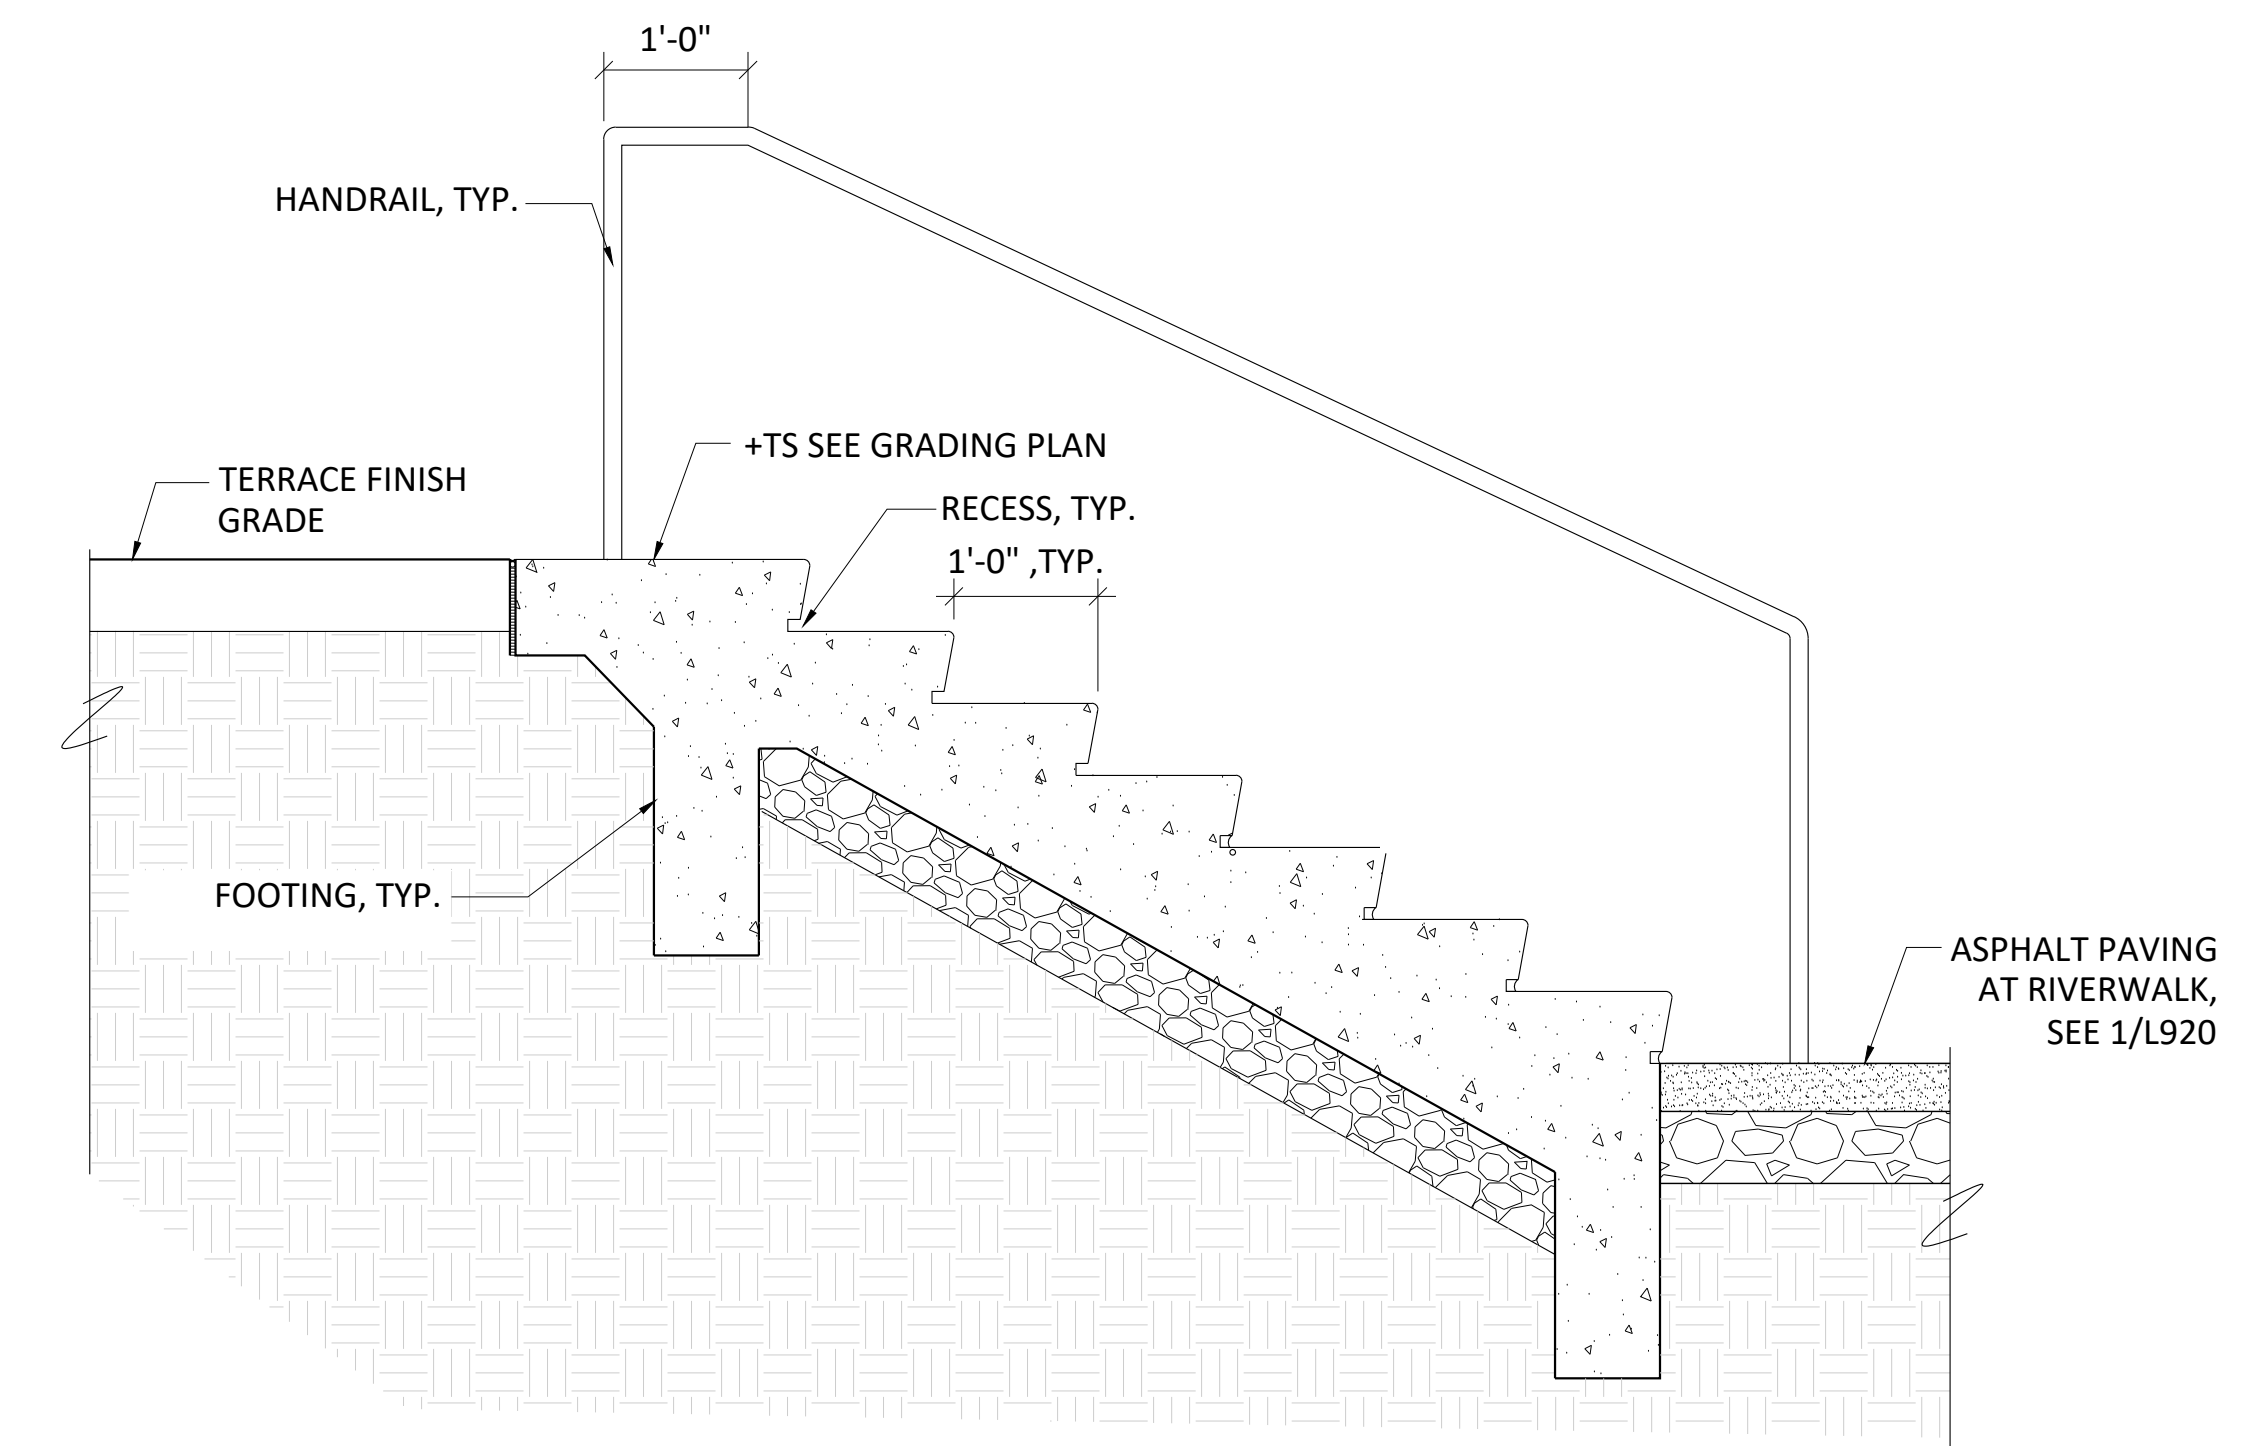 1'-0"
HANDRAIL, TYP.
+TS SEE GRADING PLAN
TERRACE FINISH
GRADE
RECESS, TYP.
1'-0" ,TYP.
FOOTING, TYP.
ASPHALT PAVING
AT RIVERWALK,
SEE 1/L920